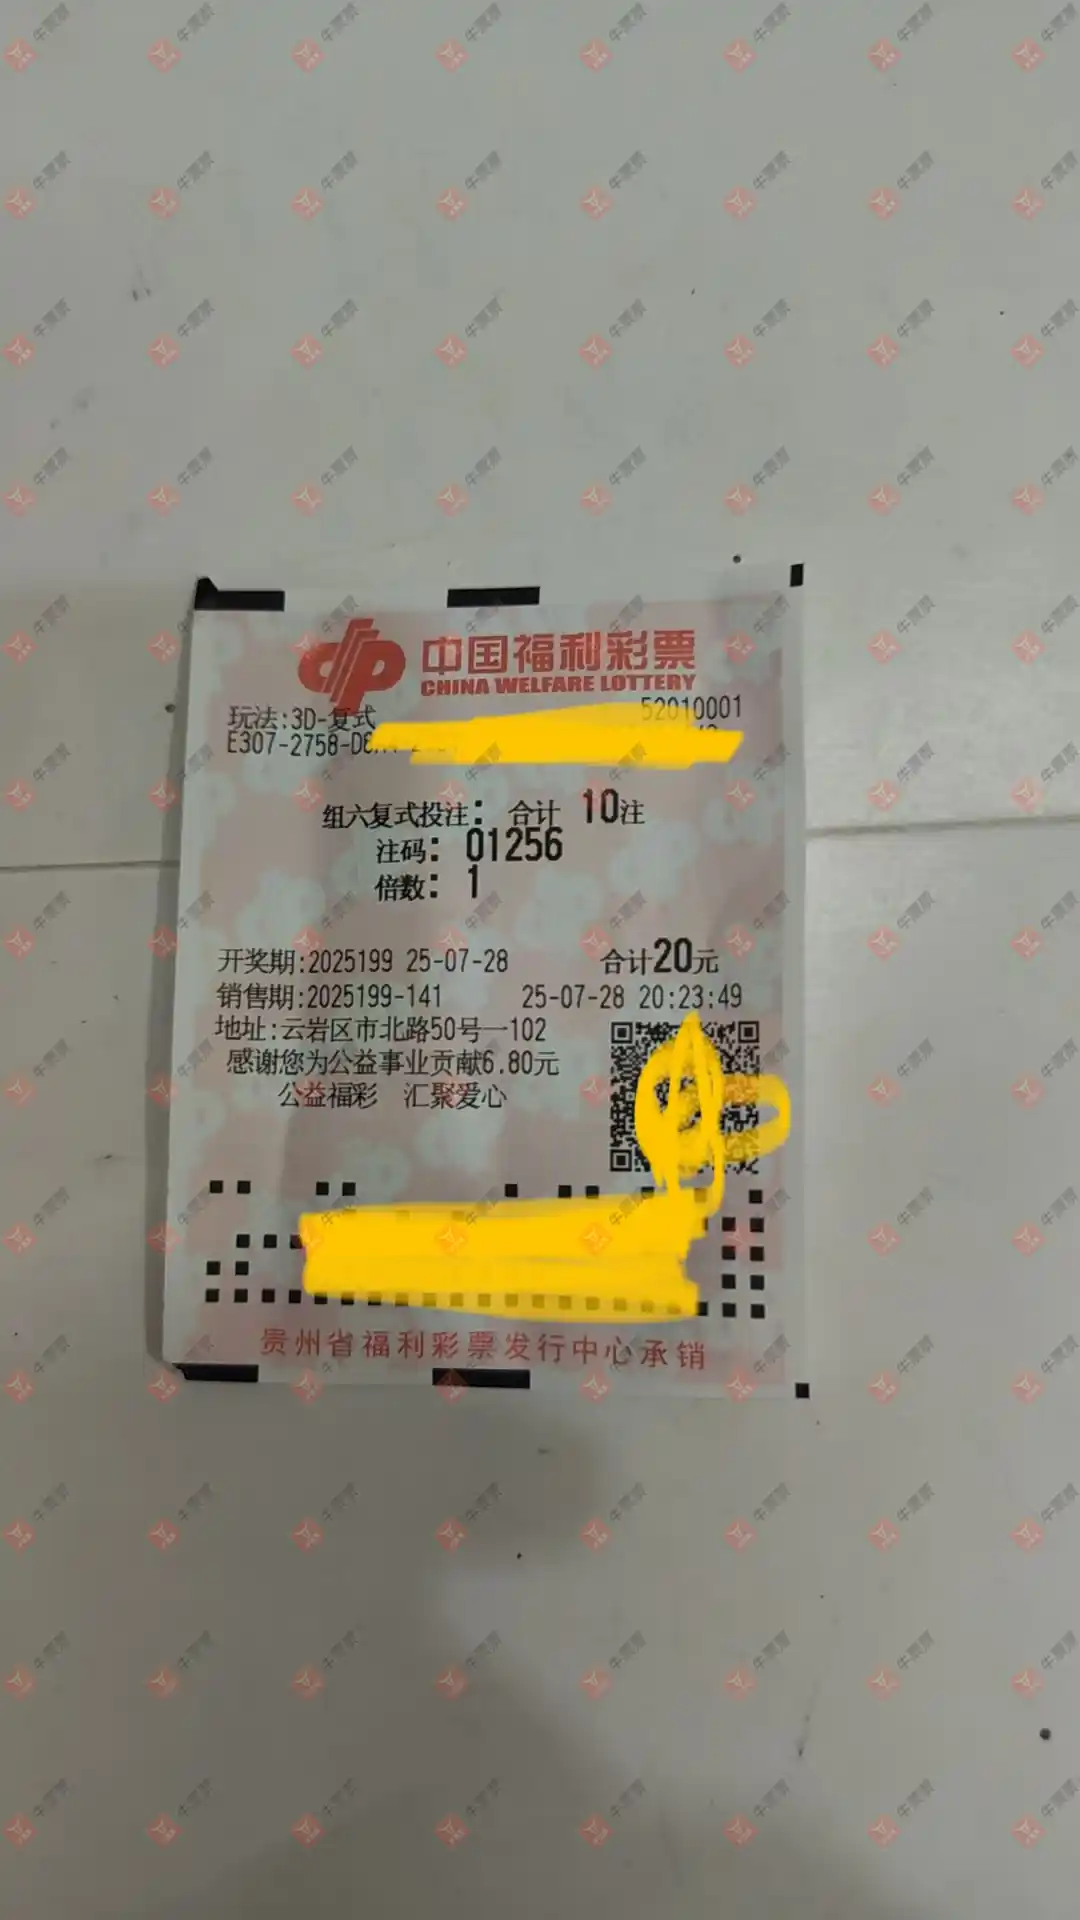 中国福利彩票
CHINA WELFARE LOTTERY
玩法:3D-复式 52010001
E307-2758-D
组六复式投注: 合计 10注
注码: 01256
倍数: 1
开奖期:2025199 25-07-28 合计20元
销售期:2025199-141 25-07-28 20:23:49
地址:云岩区市北路50号一102
感谢您为公益事业贡献6.80元
公益福彩 汇聚爱心
贵州省福利彩票发行中心承销